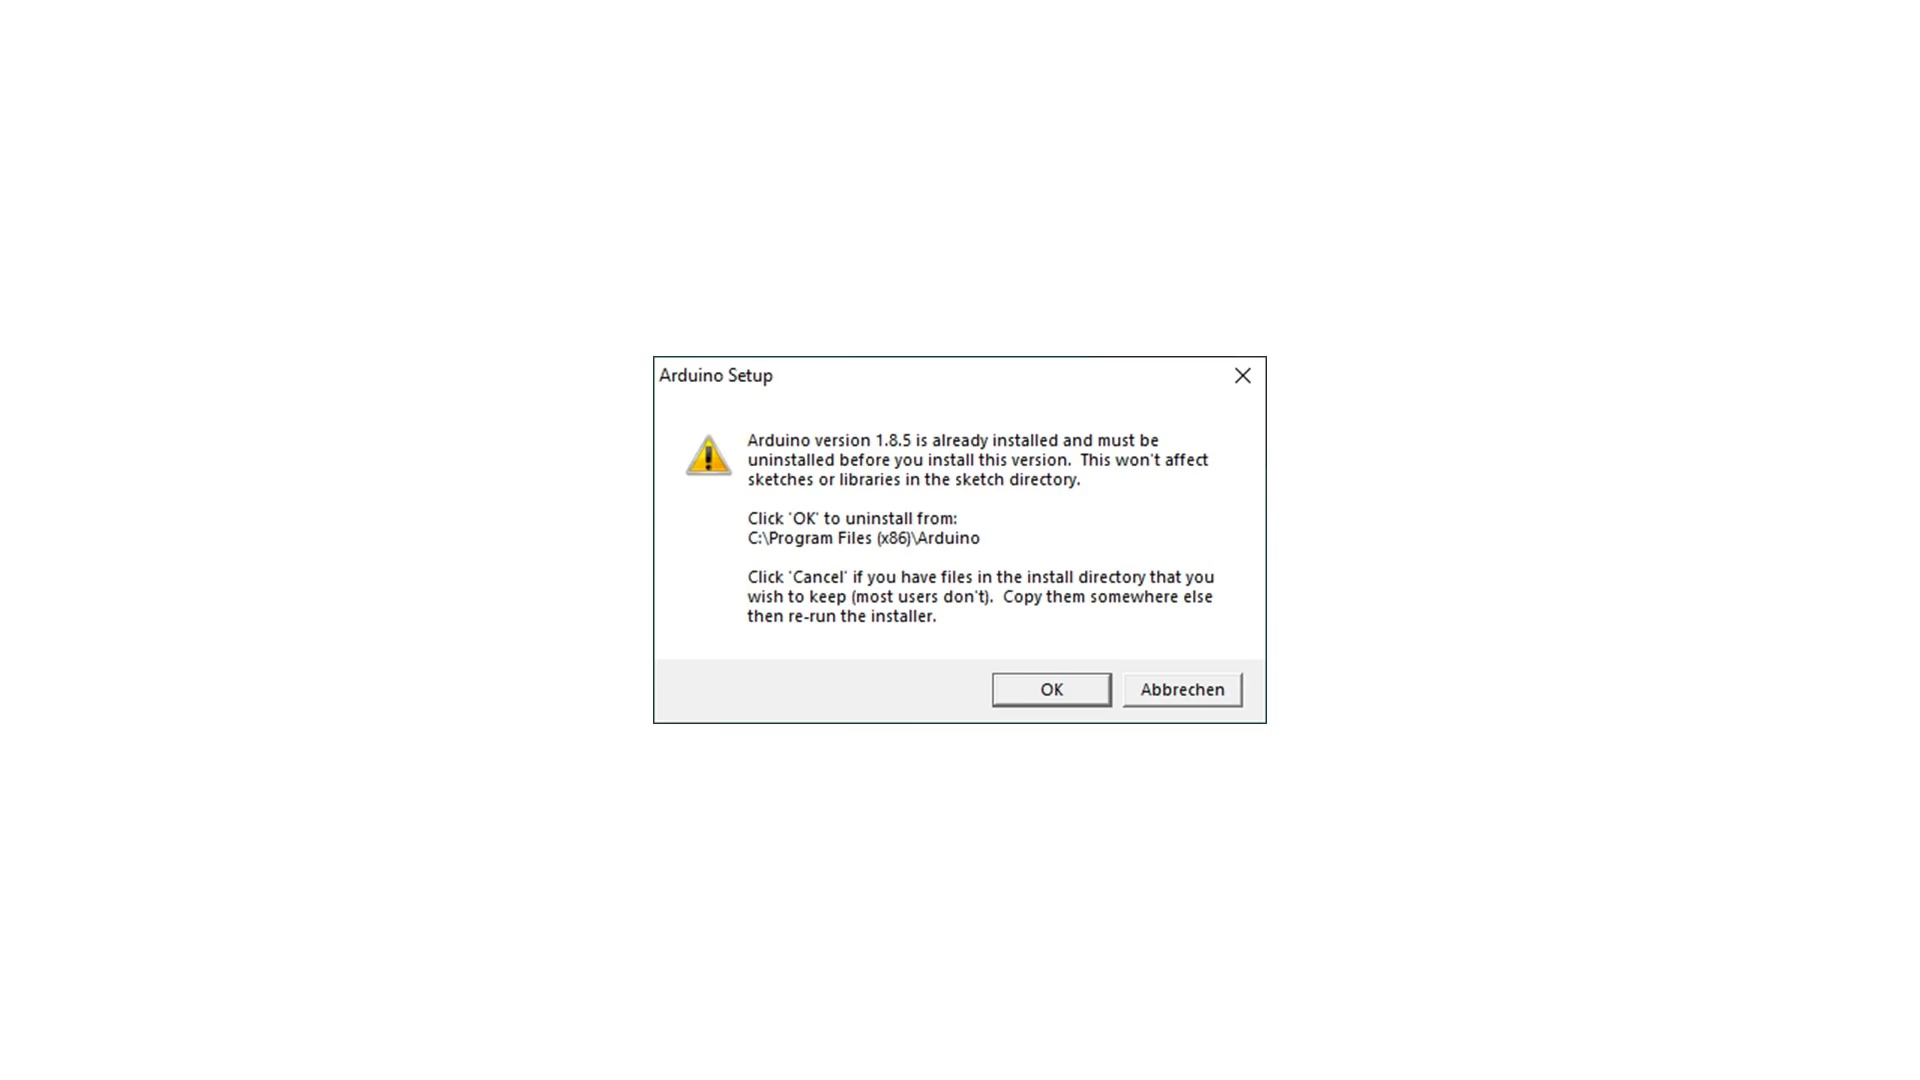 Arduino Setup
Arduino version 1.8.5 is already installed and must be
uninstalled before you install this version.  This won't affect
sketches or libraries in the sketch directory.
Click 'OK' to uninstall from:
C:\Program Files (x86)\Arduino
Click 'Cancel' if you have files in the install directory that you
wish to keep (most users don't).  Copy them somewhere else
then re-run the installer.
OK
Abbrechen